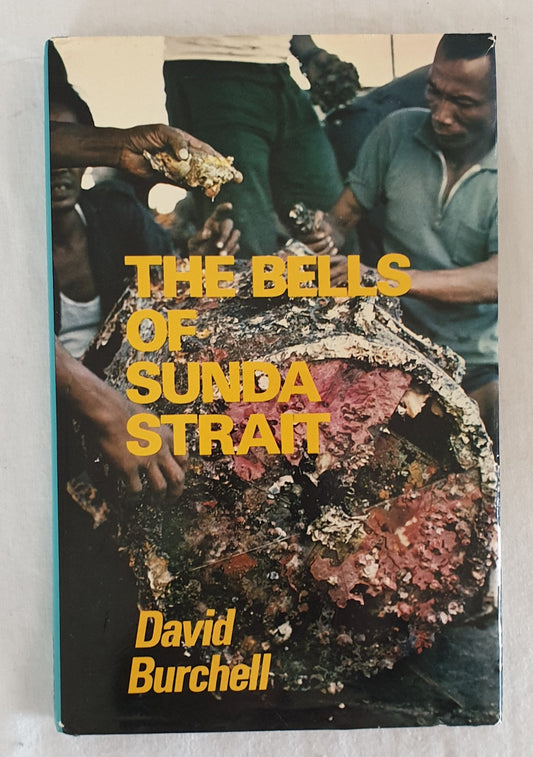 THE BELLS
OF
SUNDA
STRAIT
David
Burchell